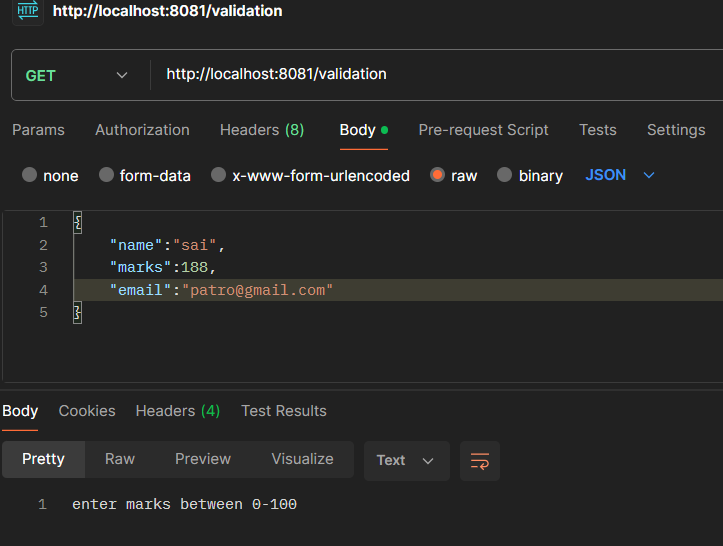 HTTP http://localhost:8081/validation
GET http://localhost:8081/validation
Params Authorization Headers (8) Body Pre-request Script Tests Settings
none form-data x-www-form-urlencoded raw binary JSON
1 {
2 "name":"sai",
3 "marks":188,
4 "email":"patro@gmail.com"
5 }
Body Cookies Headers (4) Test Results
Pretty Raw Preview Visualize Text
1 enter marks between 0-100